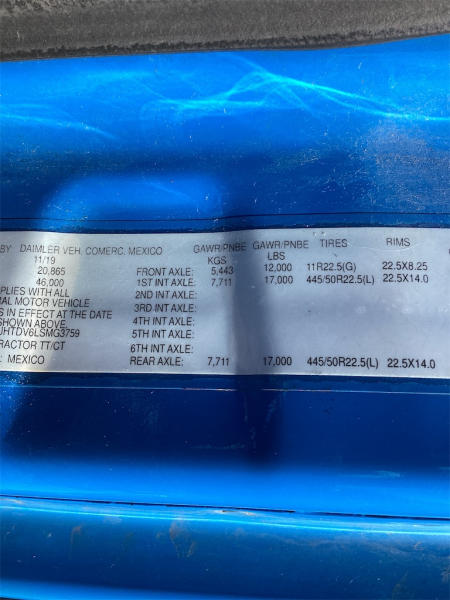 BY DAIMLER VEH. COMERC. MEXICO GAWR/PNBE GAWR/PNBE TIRES RIMS
11/19 KGS LBS
20,865 FRONT AXLE: 5,443 12,000 11R22.5(G) 22.5X8.25
46,000 1ST INT AXLE: 7,711 17,000 445/50R22.5(L) 22.5X14.0
PLIES WITH ALL 2ND INT AXLE:
AL MOTOR VEHICLE 3RD INT AXLE:
S IN EFFECT AT THE DATE 4TH INT AXLE:
SHOWN ABOVE. 5TH INT AXLE:
UHTDV6LSMG3759
RACTOR TT/CT 6TH INT AXLE:
: MEXICO REAR AXLE: 7,711 17,000 445/50R22.5(L) 22.5X14.0